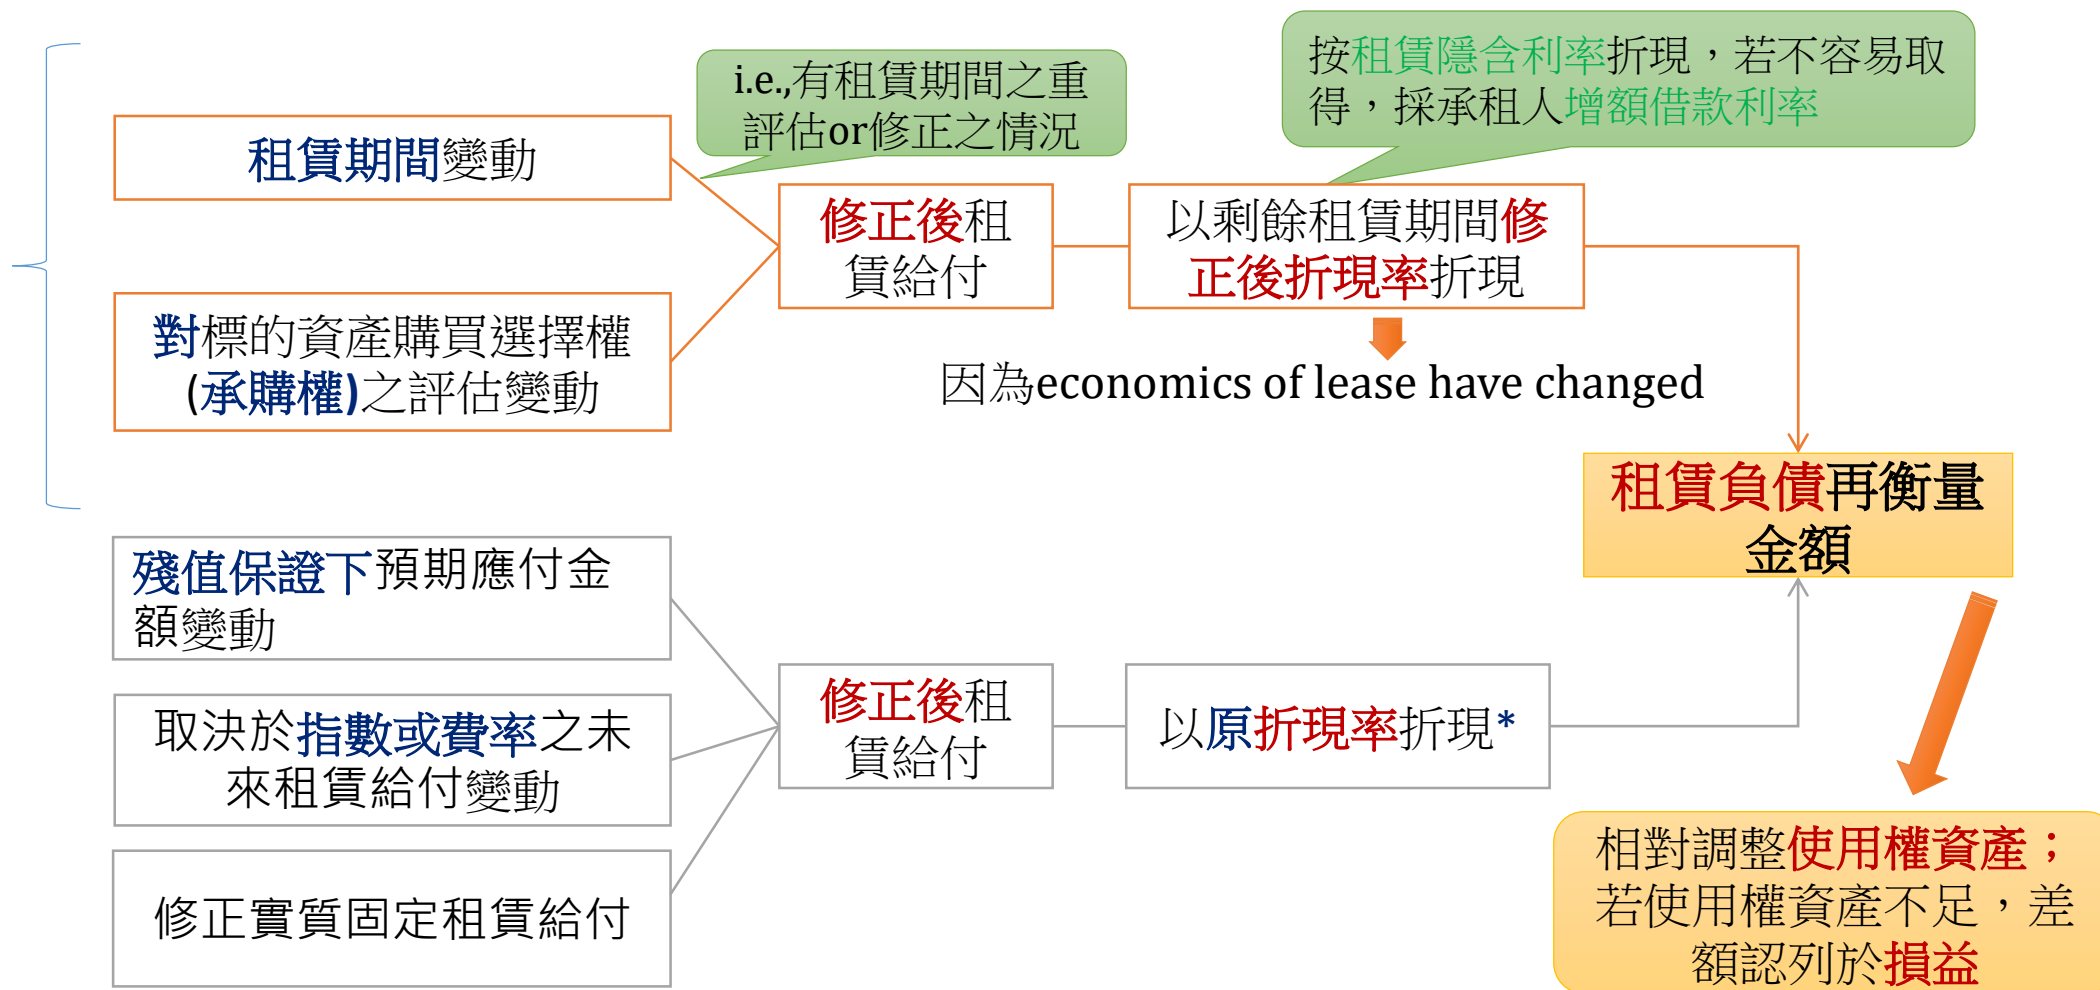 i.e.,有租賃期間之重
評估or修正之情況
按租賃隱含利率折現，若不容易取
得，採承租人增額借款利率
租賃期間變動
對標的資產購買選擇權
(承購權)之評估變動
修正後租
賃給付
以剩餘租賃期間修
正後折現率折現
因為economics of lease have changed
租賃負債再衡量
金額
殘值保證下預期應付金
額變動
取決於指數或費率之未
來租賃給付變動
修正實質固定租賃給付
修正後租
賃給付
以原折現率折現*
相對調整使用權資產；
若使用權資產不足，差
額認列於損益